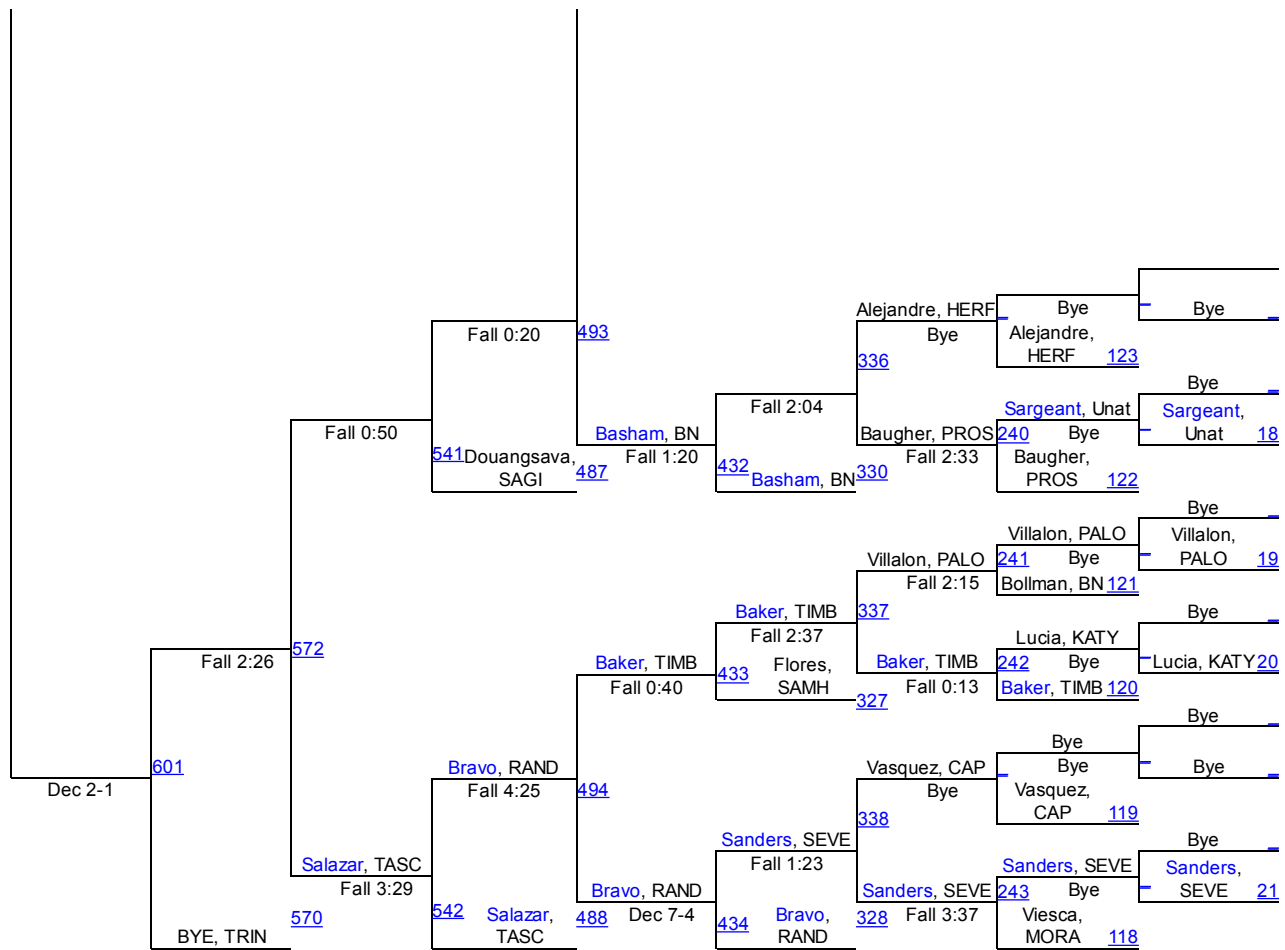 Alejandre, HERF
Bye
Bye
Fall 0:20
493
Bye
Alejandre,
HERF 123
336
Bye
Fall 2:04
Sargeant, Unat
Sargeant,
Unat 18
Fall 0:50
Basham, BN
Baugher, PROS
240
Bye
541
Douangsava,
SAGI
Fall 1:20
Fall 2:33
Baugher,
PROS 122
487
432
Basham, BN
330
Bye
Villalon, PALO
Villalon,
PALO 19
Villalon, PALO
241
Bye
Fall 2:15
Bollman, BN 121
Baker, TIMB
337
Bye
Fall 2:37
Lucia, KATY
572
Fall 2:26
Baker, TIMB
433
Flores,
SAMH
Baker, TIMB
242
Bye
Lucia, KATY 20
Fall 0:40
Fall 0:13
Baker, TIMB 120
327
Bye
Bye
601
Bravo, RAND
Vasquez, CAP
Bye
Bye
Dec 2-1
Fall 4:25
494
Bye
Vasquez,
CAP 119
338
Sanders, SEVE
Bye
Salazar, TASC
Fall 1:23
Sanders, SEVE
Sanders,
SEVE 21
Fall 3:29
Bravo, RAND
Sanders, SEVE
243
Bye
570
542
Salazar,
TASC
488
Dec 7-4
434
Bravo,
RAND
328
Fall 3:37
Viesca,
MORA 118
BYE, TRIN